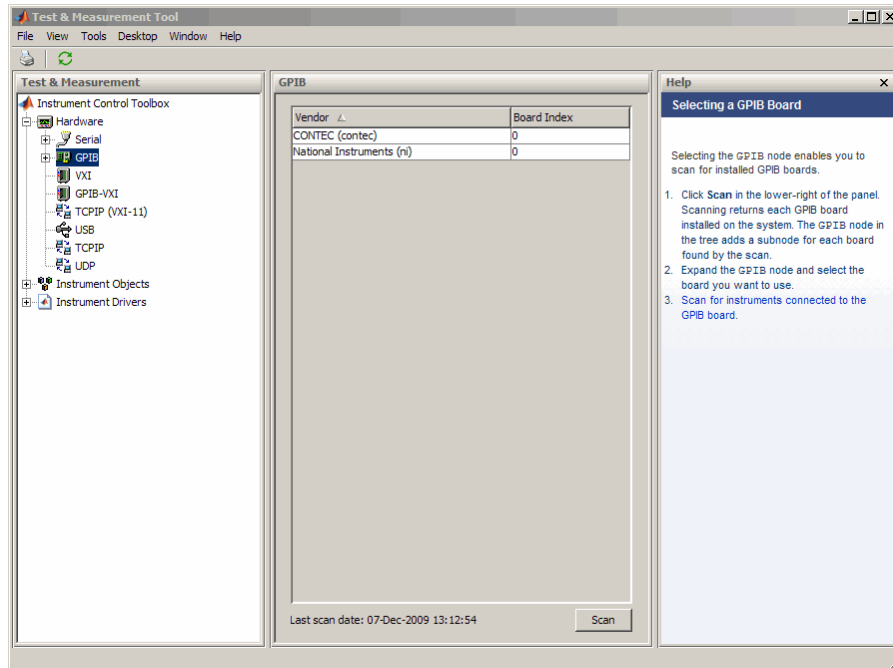 Test & Measurement Tool
File View Tools Desktop Window Help
Test & Measurement
Instrument Control Toolbox
Hardware
Serial
GPIB
VXI
GPIB-VXI
TCPIP (VXI-11)
USB
TCPIP
UDP
Instrument Objects
Instrument Drivers
GPIB
Vendor Board Index
CONTEC (contec) 0
National Instruments (ni) 0
Last scan date: 07-Dec-2009 13:12:54
Scan
Help
Selecting a GPIB Board
Selecting the GPIB node enables you to
scan for installed GPIB boards.
1. Click Scan in the lower-right of the panel.
Scanning returns each GPIB board
installed on the system. The GPIB node in
the tree adds a subnode for each board
found by the scan.
2. Expand the GPIB node and select the
board you want to use.
3. Scan for instruments connected to the
GPIB board.